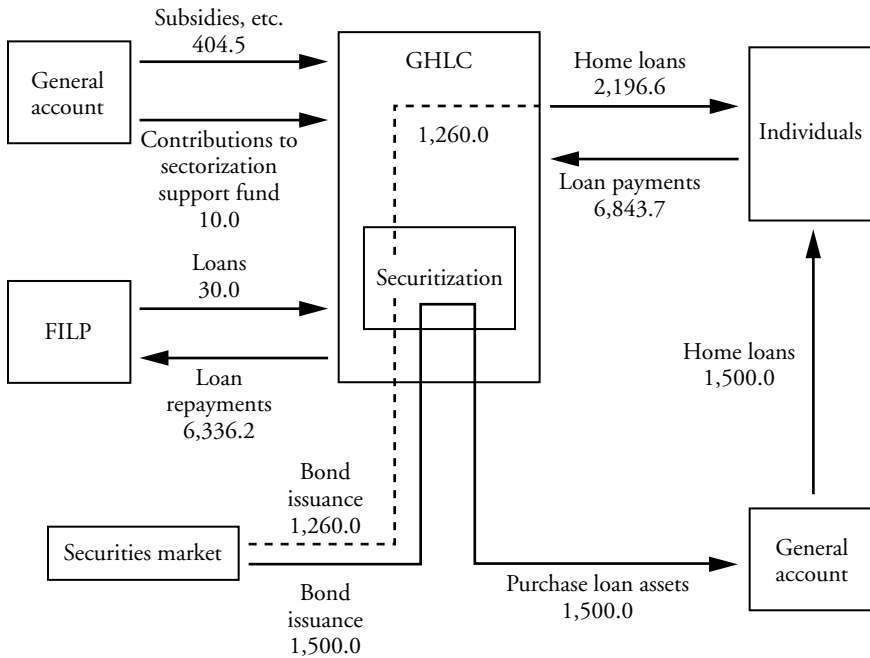 Subsidies, etc.
404.5
General
account
Contributions to
sectorization
support fund
10.0
GHLC
1,260.0
Securitization
Home loans
2,196.6
Individuals
Loan payments
6,843.7
Loans
30.0
FILP
Loan
repayments
6,336.2
Home loans
1,500.0
Bond
issuance
1,260.0
Securities market
Bond
issuance
1,500.0
Purchase loan assets
1,500.0
General
account